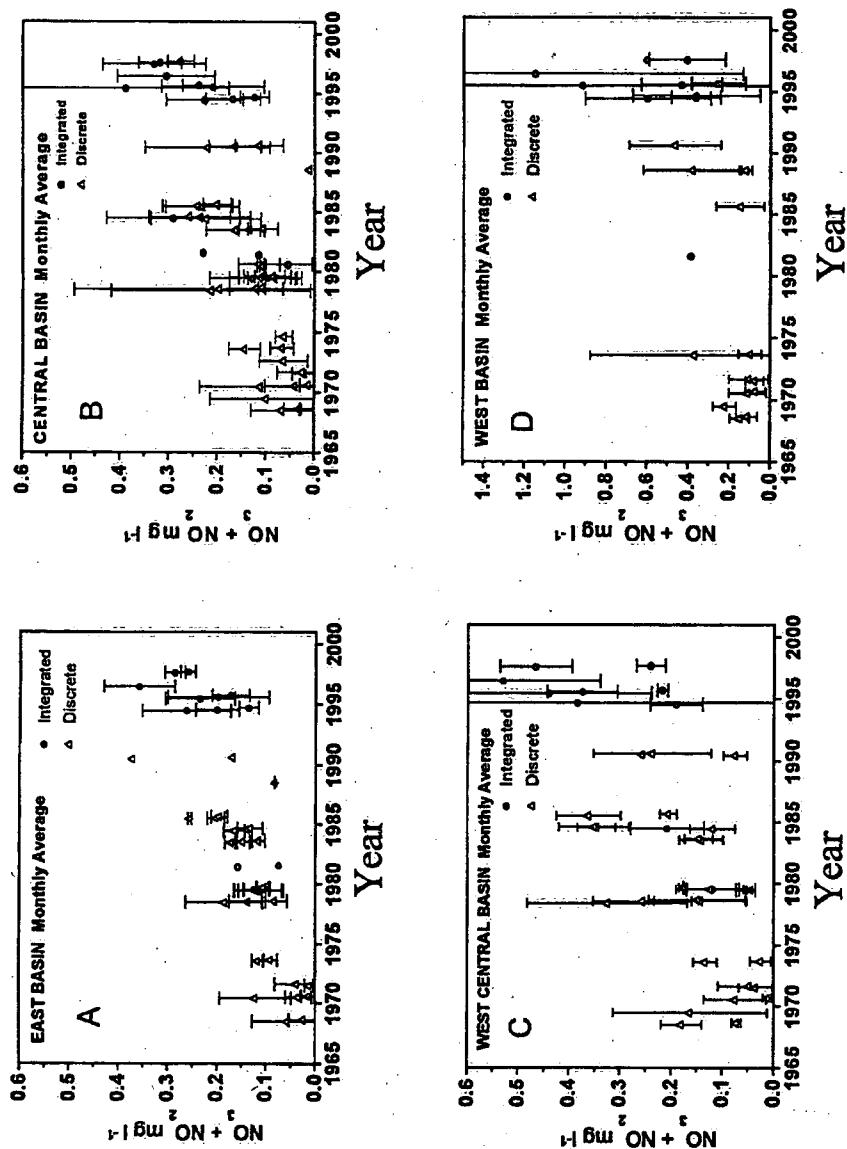 EAST BASIN Monthly Average
A
Integrated
Discrete
0.6
0.5
0.4
0.3
0.2
0.1
0.0
NO3 + NO2 mg l-1
1965 1970 1975 1980 1985 1990 1995 2000
Year
CENTRAL BASIN Monthly Average
B
Integrated
Discrete
0.6
0.5
0.4
0.3
0.2
0.1
0.0
NO3 + NO2 mg l-1
1965 1970 1975 1980 1985 1990 1995 2000
Year
WEST CENTRAL BASIN Monthly Average
C
Integrated
Discrete
0.6
0.5
0.4
0.3
0.2
0.1
0.0
NO3 + NO2 mg l-1
1965 1970 1975 1980 1985 1990 1995 2000
Year
WEST BASIN Monthly Average
D
Integrated
Discrete
1.4
1.2
1.0
0.8
0.6
0.4
0.2
0.0
NO3 + NO2 mg l-1
1965 1970 1975 1980 1985 1990 1995 2000
Year